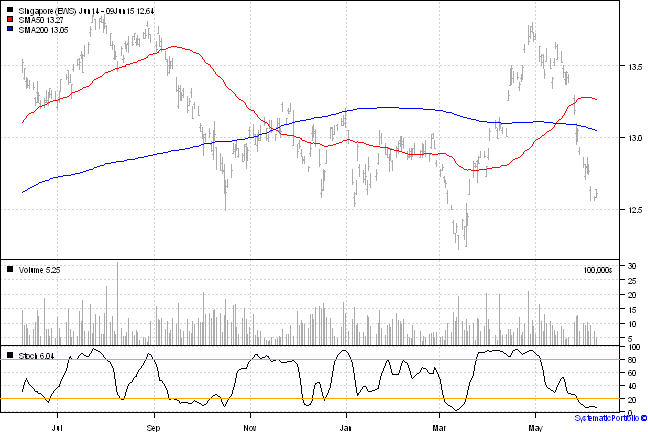 Singapore (EWS) Jun14 - 09Jun15 12.64
SMA50 13.27
SMA200 13.05
13.5
13.0
12.5
Volume 5.25
100,000s
30
25
20
15
10
5
Stoch 6.04
100
80
60
40
20
0
Jul
Sep
Nov
Jan
Mar
May
SystematicPortfolio ©